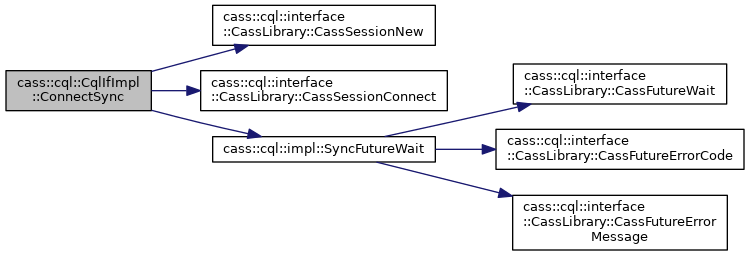 cass::cql::CqlIfImpl
::ConnectSync
cass::cql::interface
::CassLibrary::CassSessionNew
cass::cql::interface
::CassLibrary::CassSessionConnect
cass::cql::impl::SyncFutureWait
cass::cql::interface
::CassLibrary::CassFutureWait
cass::cql::interface
::CassLibrary::CassFutureErrorCode
cass::cql::interface
::CassLibrary::CassFutureError
Message